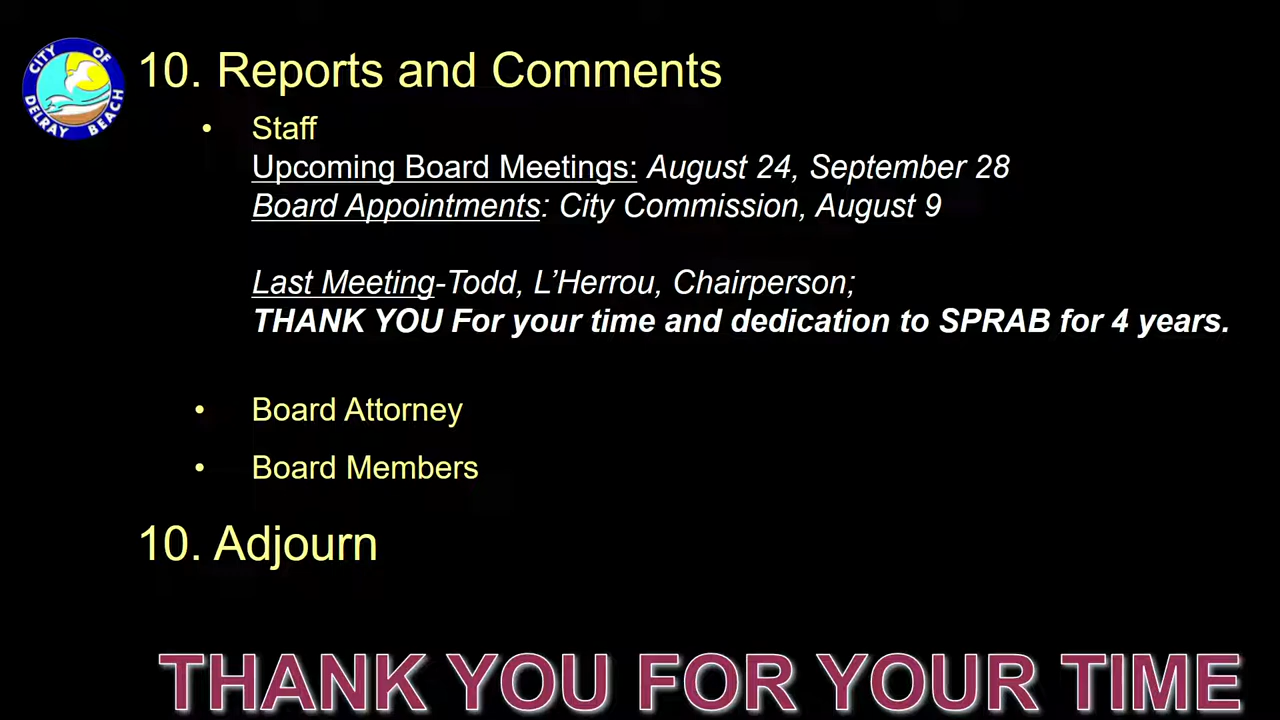 CITY OF
DELRAY BEACH
10. Reports and Comments
• Staff
Upcoming Board Meetings: August 24, September 28
Board Appointments: City Commission, August 9
Last Meeting-Todd, L’Herrou, Chairperson;
THANK YOU For your time and dedication to SPRAB for 4 years.
• Board Attorney
• Board Members
10. Adjourn
THANK YOU FOR YOUR TIME